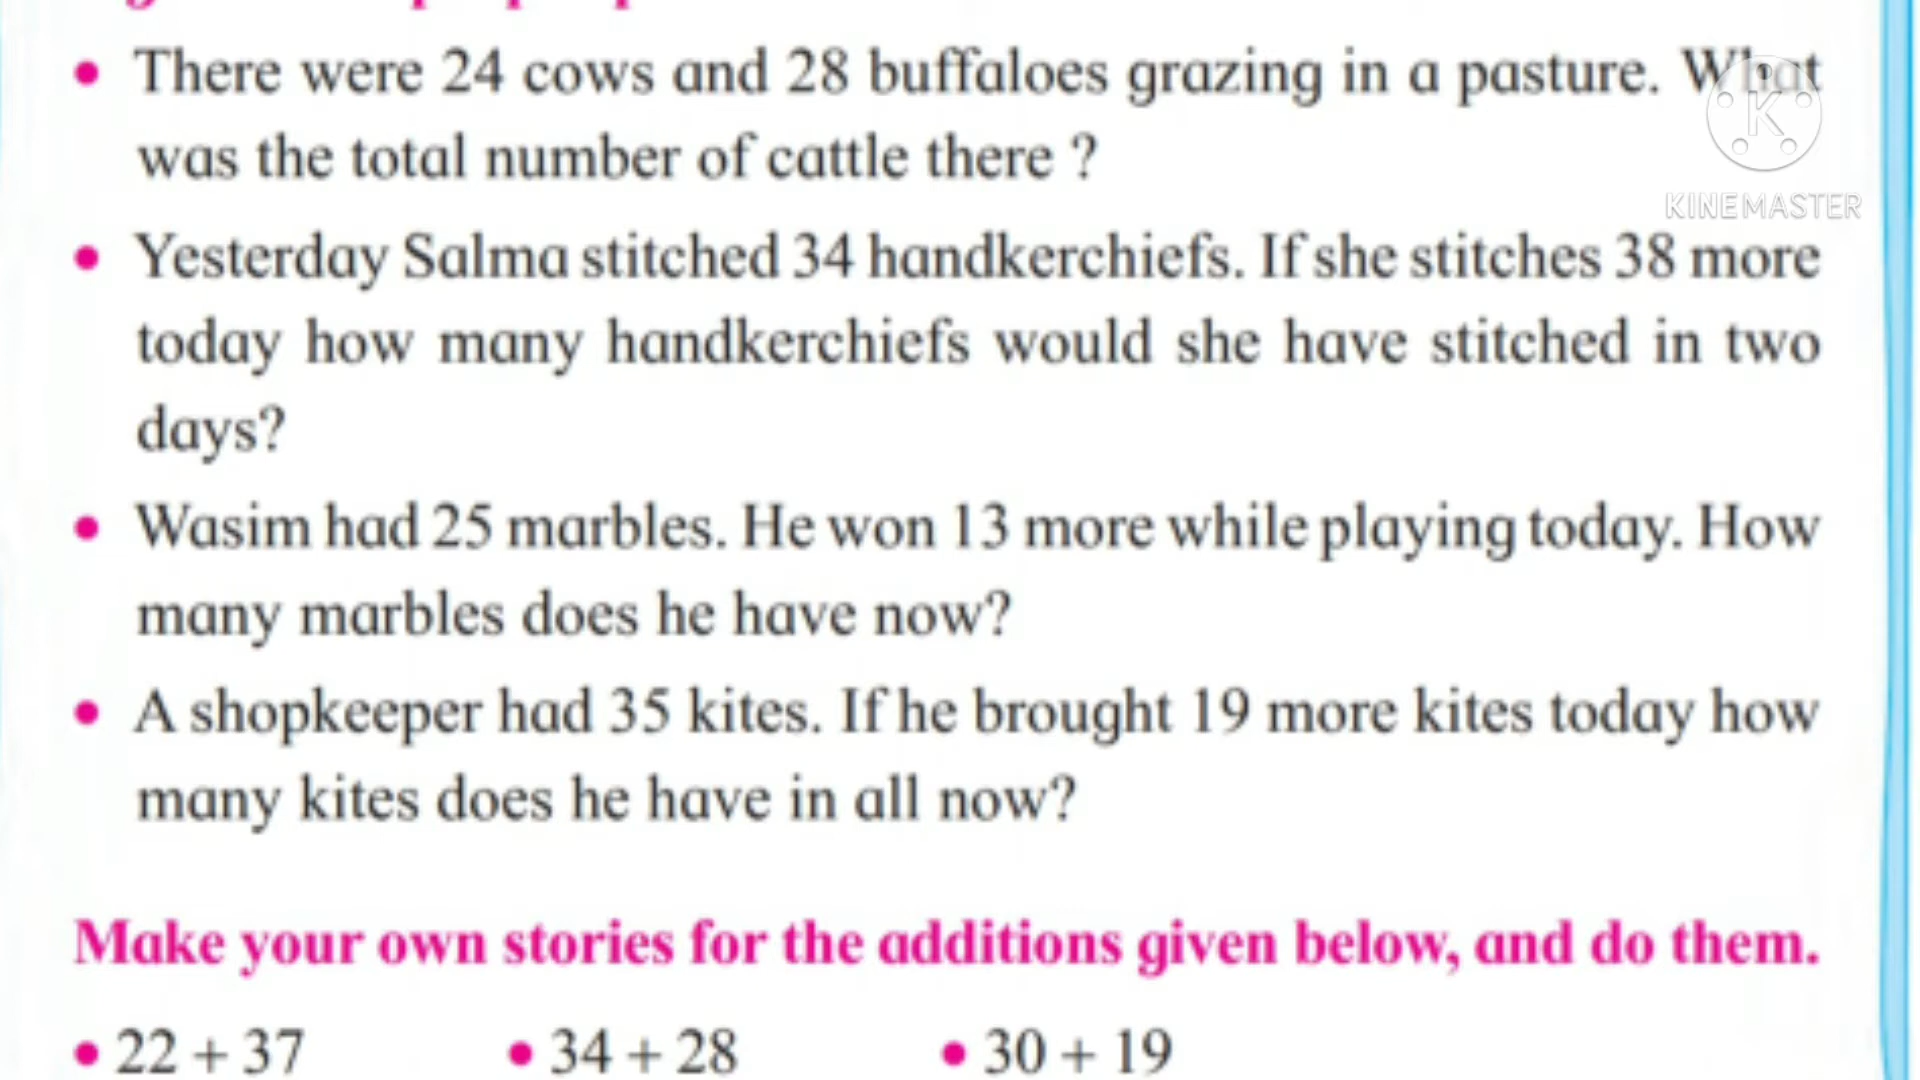 • There were 24 cows and 28 buffaloes grazing in a pasture. What
was the total number of cattle there ?
• Yesterday Salma stitched 34 handkerchiefs. If she stitches 38 more
today how many handkerchiefs would she have stitched in two
days?
• Wasim had 25 marbles. He won 13 more while playing today. How
many marbles does he have now?
• A shopkeeper had 35 kites. If he brought 19 more kites today how
many kites does he have in all now?
Make your own stories for the additions given below, and do them.
• 22 + 37 • 34 + 28 • 30 + 19
K
KINEMASTER